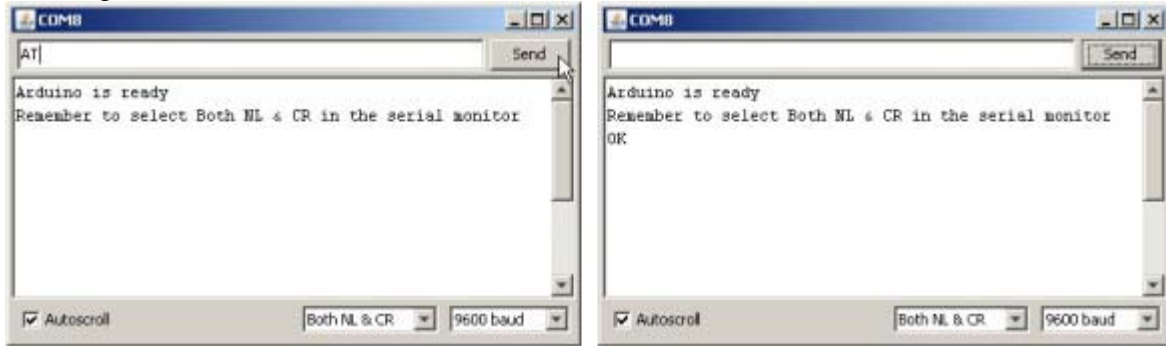 COM8
AT
Send
Arduino is ready
Remember to select Both NL & CR in the serial monitor
Autoscroll
Both NL & CR
9600 baud
COM8
Send
Arduino is ready
Remember to select Both NL & CR in the serial monitor
OK
Autoscroll
Both NL & CR
9600 baud